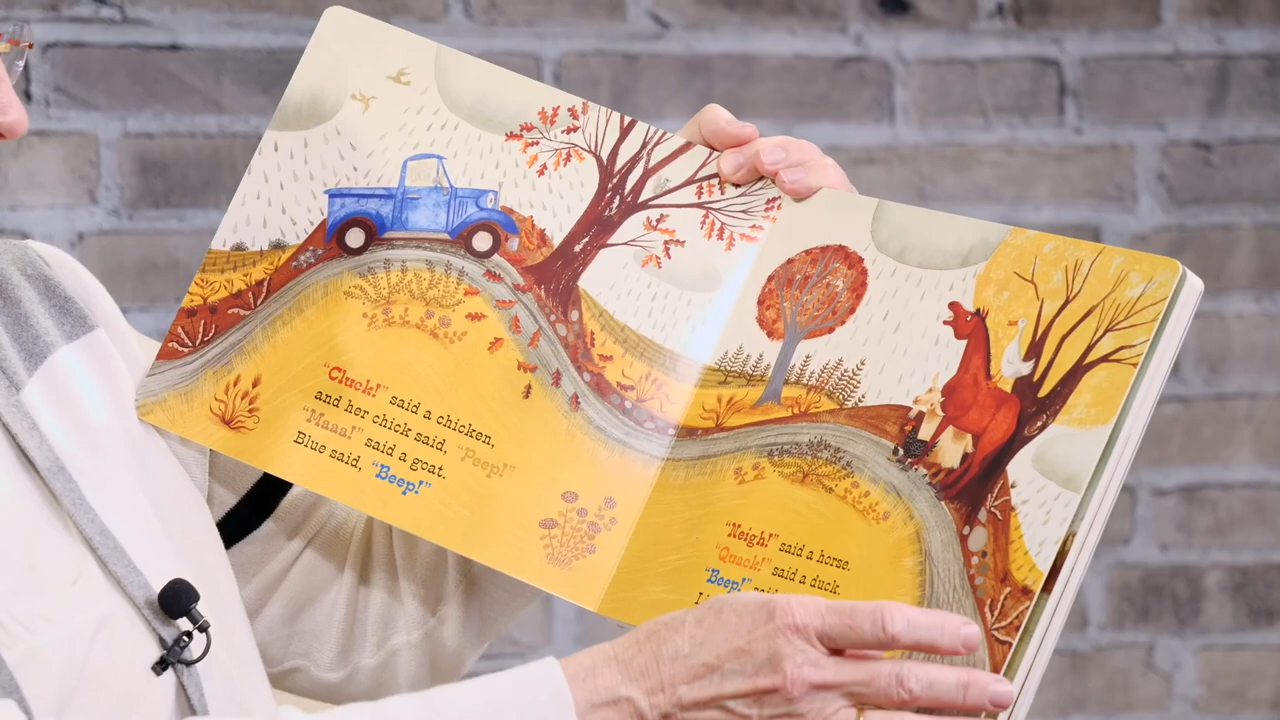 “Cluck!” said a chicken,
and her chick said, “Peep!”
“Maaa!” said a goat.
Blue said, “Beep!”
“Neigh!” said a horse.
“Quack!” said a duck.
“Beep!”